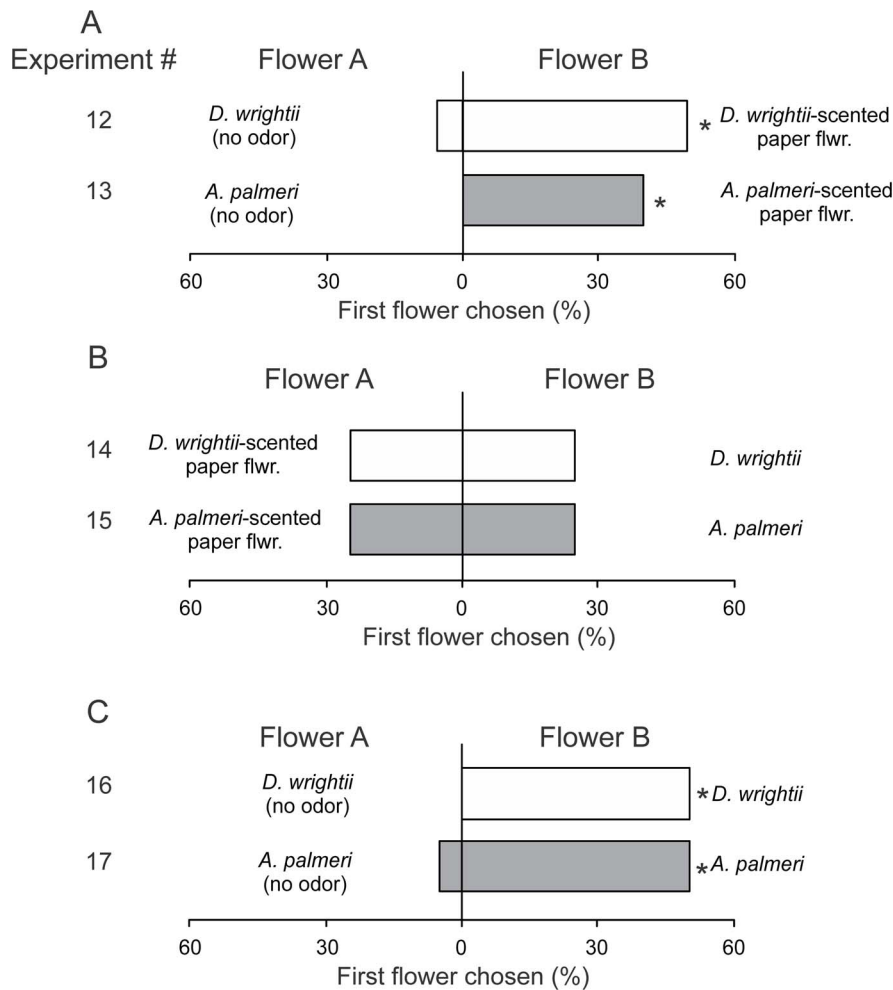 A
Experiment # Flower A Flower B
12 D. wrightii * D. wrightii-scented
(no odor) paper flwr.
13 A. palmeri * A. palmeri-scented
(no odor) paper flwr.
60 30 0 30 60
First flower chosen (%)
B
Flower A Flower B
14 D. wrightii-scented D. wrightii
paper flwr.
15 A. palmeri-scented A. palmeri
paper flwr.
60 30 0 30 60
First flower chosen (%)
C
Flower A Flower B
16 D. wrightii * D. wrightii
(no odor)
17 A. palmeri * A. palmeri
(no odor)
60 30 0 30 60
First flower chosen (%)